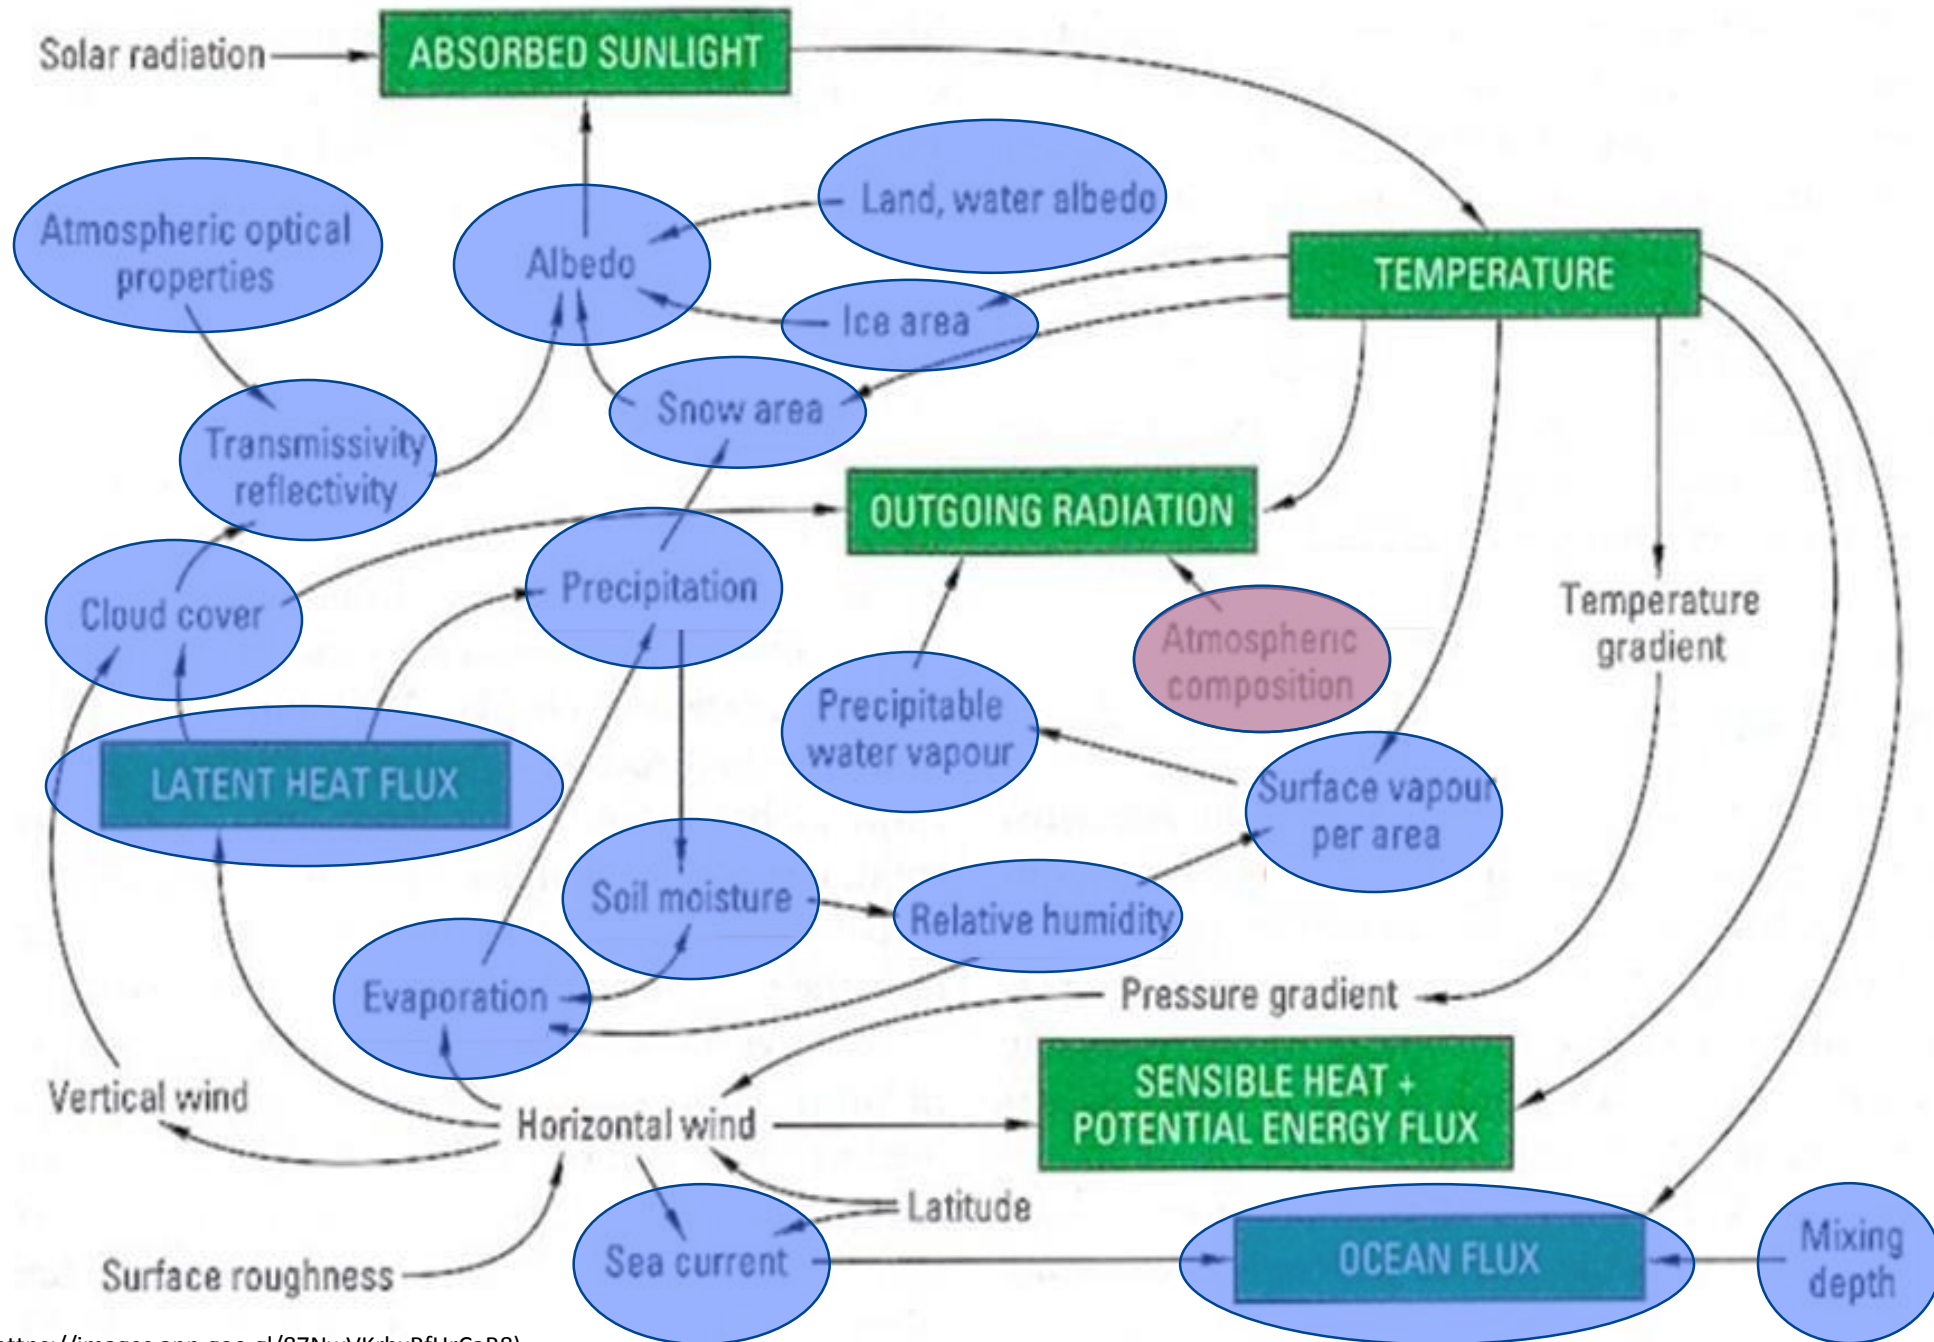 Solar radiation
ABSORBED SUNLIGHT
Land, water albedo
Atmospheric optical
properties
Albedo
TEMPERATURE
Ice area
Snow area
Transmissivity
reflectivity
OUTGOING RADIATION
Precipitation
Cloud cover
Temperature
gradient
Atmospheric
composition
Precipitable
water vapour
LATENT HEAT FLUX
Surface vapour
per area
Soil moisture
Relative humidity
Evaporation
Pressure gradient
SENSIBLE HEAT +
POTENTIAL ENERGY FLUX
Vertical wind
Horizontal wind
Latitude
Sea current
OCEAN FLUX
Mixing
depth
Surface roughness